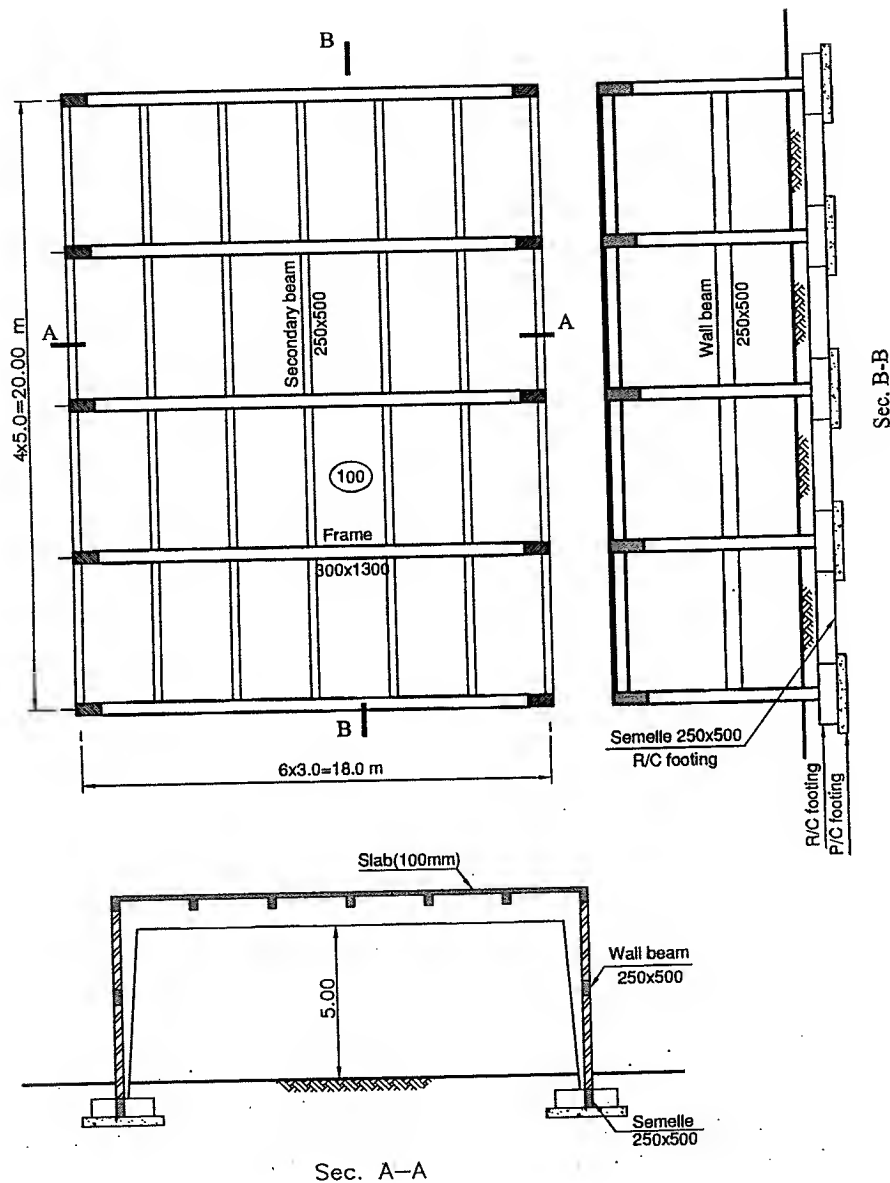 B
A
A
4x5.0=20.00 m
Secondary beam
250x500
100
Frame
300x1300
B
6x3.0=18.0 m
Wall beam
250x500
Sec. B-B
Semelle 250x500
R/C footing
R/C footing
P/C footing
Slab(100mm)
5.00
Wall beam
250x500
Semelle
250x500
Sec. A-A